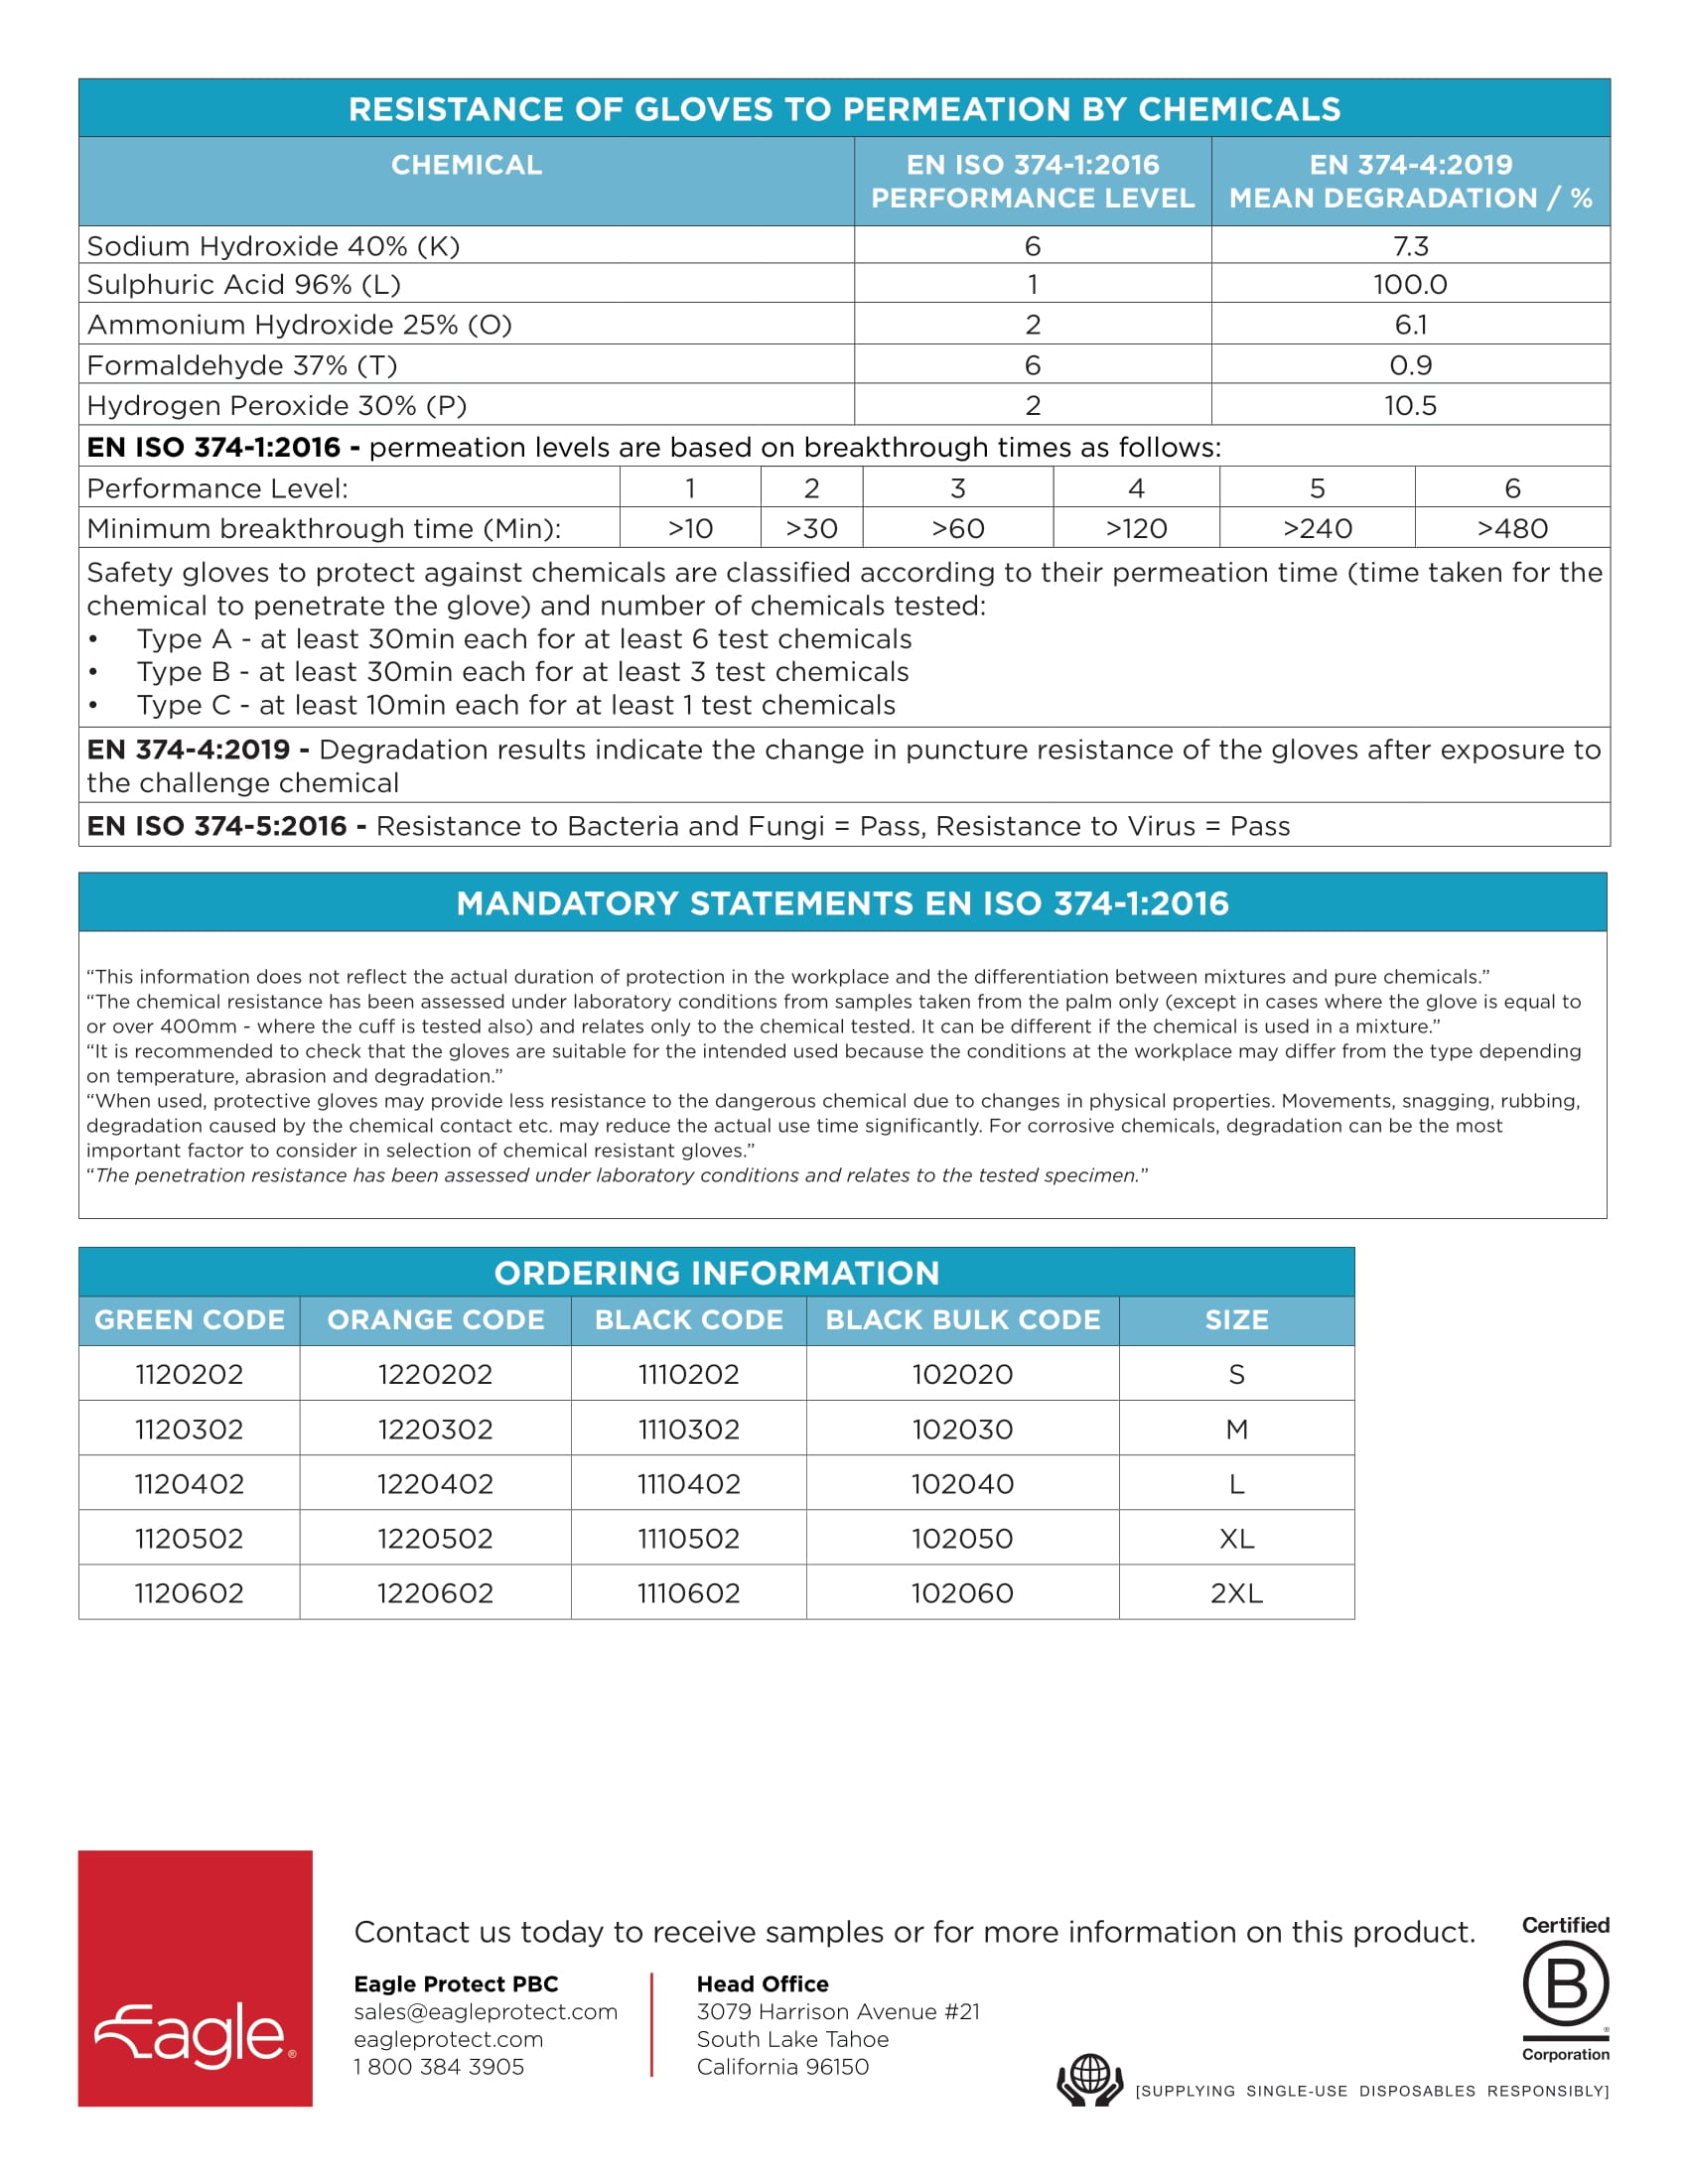 RESISTANCE OF GLOVES TO PERMEATION BY CHEMICALS
CHEMICAL
EN ISO 374-1:2016
PERFORMANCE LEVEL
EN 374-4:2019
MEAN DEGRADATION / %
Sodium Hydroxide 40% (K) 6 7.3
Sulphuric Acid 96% (L) 1 100.0
Ammonium Hydroxide 25% (O) 2 6.1
Formaldehyde 37% (T) 6 0.9
Hydrogen Peroxide 30% (P) 2 10.5
EN ISO 374-1:2016 - permeation levels are based on breakthrough times as follows:
Performance Level: 1 2 3 4 5 6
Minimum breakthrough time (Min): >10 >30 >60 >120 >240 >480
Safety gloves to protect against chemicals are classified according to their permeation time (time taken for the
chemical to penetrate the glove) and number of chemicals tested:
• Type A - at least 30min each for at least 6 test chemicals
• Type B - at least 30min each for at least 3 test chemicals
• Type C - at least 10min each for at least 1 test chemicals
EN 374-4:2019 - Degradation results indicate the change in puncture resistance of the gloves after exposure to
the challenge chemical
EN ISO 374-5:2016 - Resistance to Bacteria and Fungi = Pass, Resistance to Virus = Pass
MANDATORY STATEMENTS EN ISO 374-1:2016
“This information does not reflect the actual duration of protection in the workplace and the differentiation between mixtures and pure chemicals.”
“The chemical resistance has been assessed under laboratory conditions from samples taken from the palm only (except in cases where the glove is equal to
or over 400mm - where the cuff is tested also) and relates only to the chemical tested. It can be different if the chemical is used in a mixture.”
“It is recommended to check that the gloves are suitable for the intended used because the conditions at the workplace may differ from the type depending
on temperature, abrasion and degradation.”
“When used, protective gloves may provide less resistance to the dangerous chemical due to changes in physical properties. Movements, snagging, rubbing,
degradation caused by the chemical contact etc. may reduce the actual use time significantly. For corrosive chemicals, degradation can be the most
important factor to consider in selection of chemical resistant gloves.”
“The penetration resistance has been assessed under laboratory conditions and relates to the tested specimen.”
ORDERING INFORMATION
GREEN CODE ORANGE CODE BLACK CODE BLACK BULK CODE SIZE
1120202 1220202 1110202 102020 S
1120302 1220302 1110302 102030 M
1120402 1220402 1110402 102040 L
1120502 1220502 1110502 102050 XL
1120602 1220602 1110602 102060 2XL
Eagle®
Contact us today to receive samples or for more information on this product.
Eagle Protect PBC
sales@eagleprotect.com
eagleprotect.com
1 800 384 3905
Head Office
3079 Harrison Avenue #21
South Lake Tahoe
California 96150
Certified
B
®
Corporation
[SUPPLYING SINGLE-USE DISPOSABLES RESPONSIBLY]